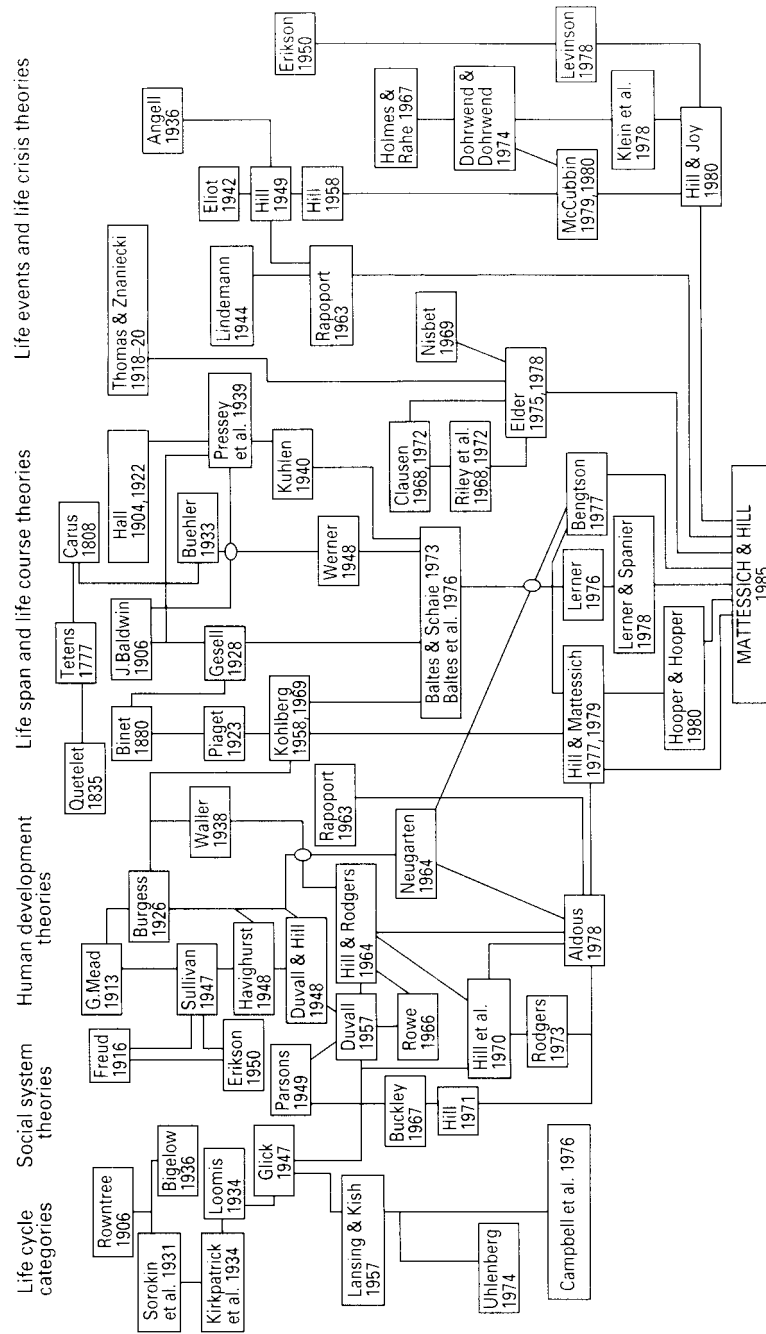 Life cycle
categories
Social system
theories
Human development
theories
Life span and life course theories
Life events and life crisis theories
Rowntree
1906
Sorokin
et al. 1931
Bigelow
1936
Kirkpatrick
et al. 1934
Loomis
1934
Glick
1947
Lansing & Kish
1957
Uhlenberg
1974
Campbell et al. 1976
Freud
1916
Erikson
1950
Parsons
1949
Buckley
1967
Hill
1971
G.Mead
1913
Burgess
1926
Sullivan
1947
Havighurst
1948
Duvall & Hill
1948
Waller
1938
Duvall
1957
Hill & Rodgers
1964
Rowe
1966
Hill et al.
1970
Rodgers
1973
Rapoport
1963
Neugarten
1964
Aldous
1978
Quetelet
1835
Tetens
1777
Carus
1808
Binet
1880
J.Baldwin
1906
Hall
1904,1922
Piaget
1923
Gesell
1928
Buehler
1933
Pressey
et al. 1939
Kohlberg
1958,1969
Werner
1948
Kuhlen
1940
Baltes & Schaie 1973
Baltes et al. 1976
Clausen
1968,1972
Riley et al.
1968,1972
Nisbet
1969
Elder
1975,1978
Thomas & Znaniecki
1918–20
Hill & Mattessich
1977,1979
Lerner
1976
Bengtson
1977
Lerner & Spanier
1978
Hooper & Hooper
1980
MATTESSICH & HILL
1985
Angell
1936
Eliot
1942
Hill
1949
Hill
1958
Lindemann
1944
Rapoport
1963
Erikson
1950
Holmes &
Rahe 1967
Dohrwend &
Dohrwend
1974
Levinson
1978
McCubbin
1979,1980
Klein et al.
1978
Hill & Joy
1980